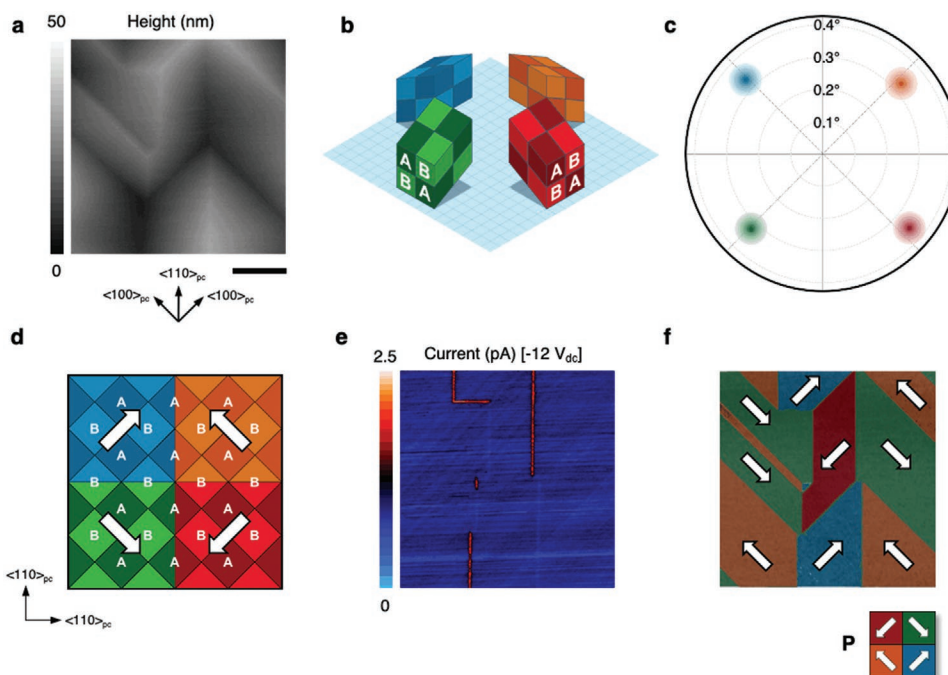 a
50
Height (nm)
0
<110>pc
<100>pc
<100>pc
b
A B
B A
A B
B A
c
0.4°
0.3°
0.2°
0.1°
d
A A A
B B B B
A A A
B B B B
A A A
B B B B
A A A
<110>pc
<110>pc
e
2.5
Current (pA) [-12 Vdc]
0
f
P